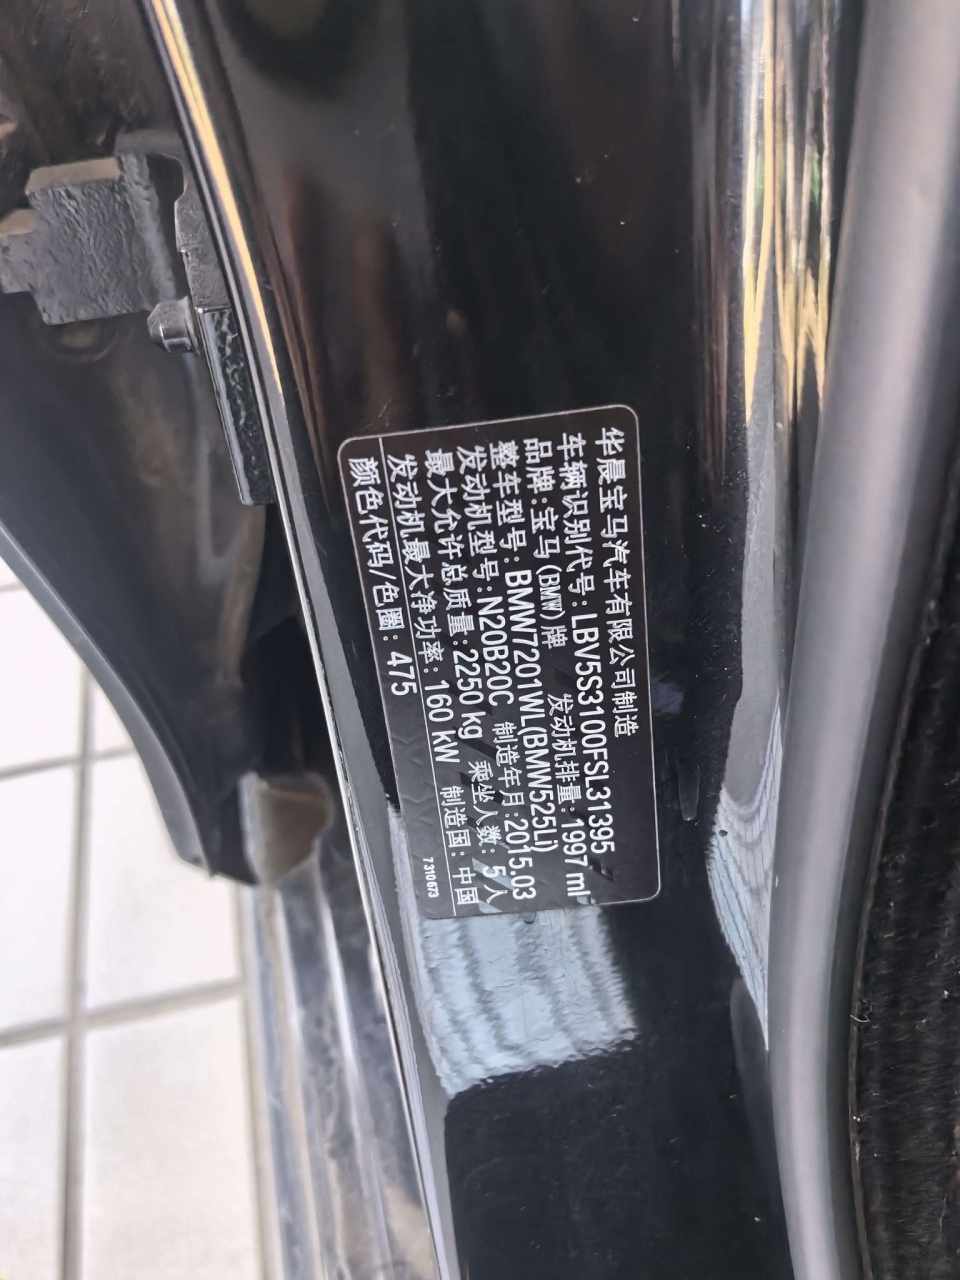 华晨宝马汽车有限公司制造
车辆识别代号:LBV5S3100FSL31395
品牌:宝马(BMW)牌 发动机排量:1997 ml
整车型号:BMW7201WL(BMW525Li)
发动机型号:N20B20C 制造年月:2015.03
最大允许总质量:2250 kg 乘坐人数:5人
发动机最大净功率:160 kW 制造国:中国
颜色代码/色圈:475 7310673